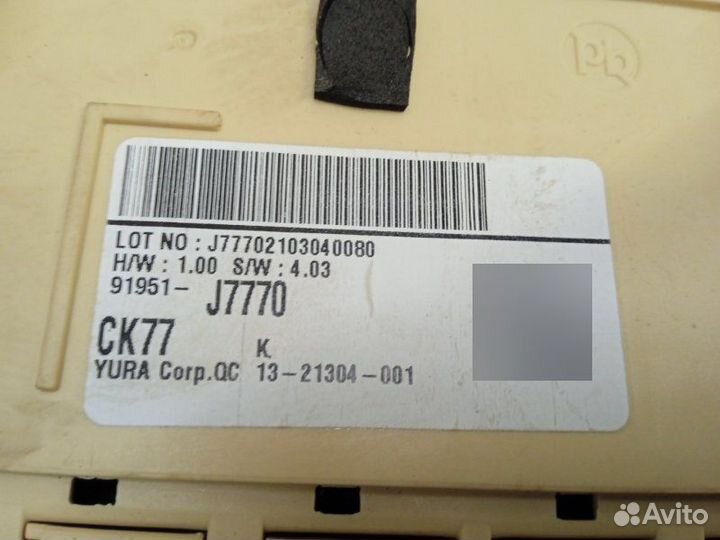 LOT NO : J77702103040080
H/W : 1.00 S/W : 4.03
91951- J7770
CK77 K
YURA Corp.QC 13-21304-001
Avito